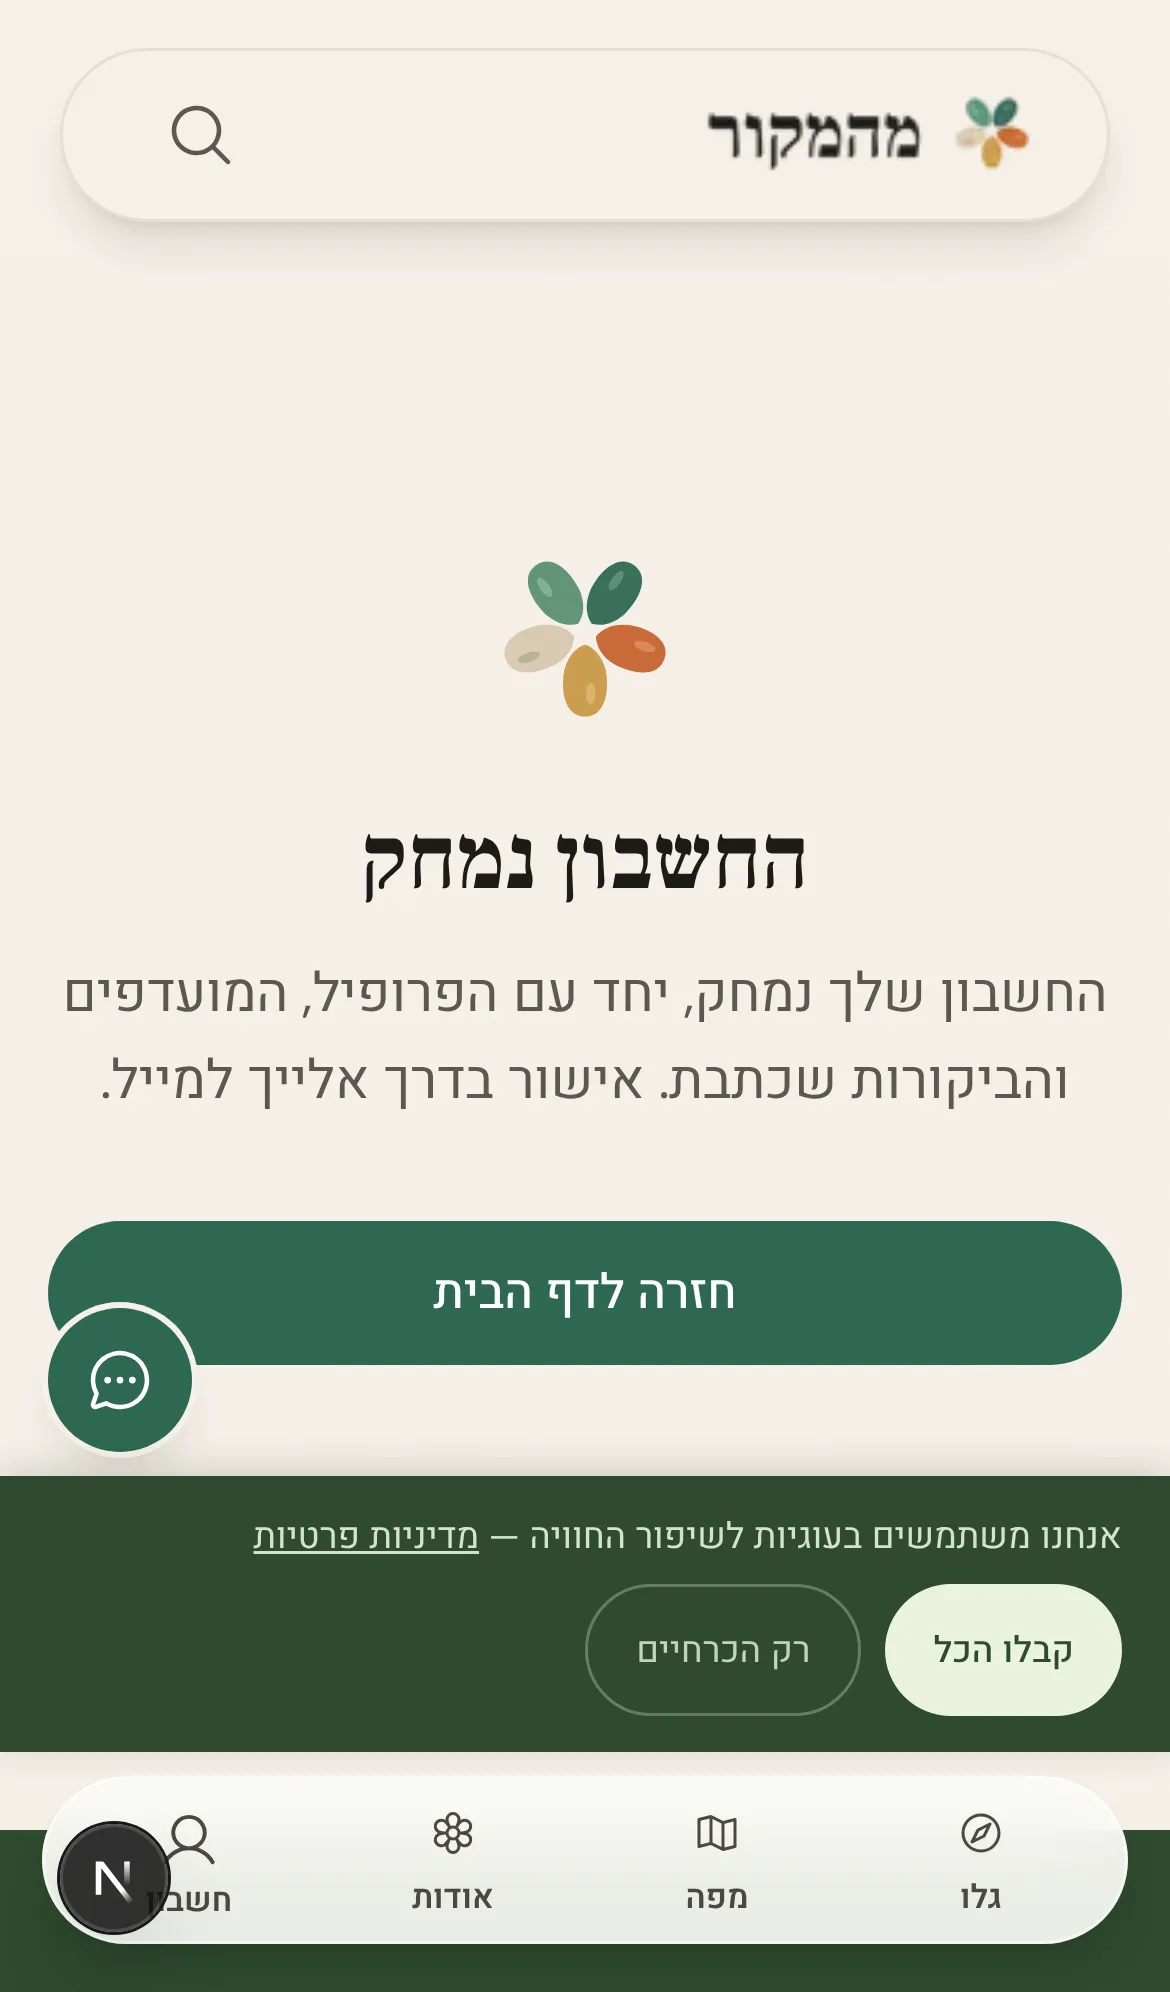 מהמקור
החשבון נמחק
החשבון שלך נמחק, יחד עם הפרופיל, המועדפים
והביקורות שכתבת. אישור בדרך אלייך למייל.
חזרה לדף הבית
אנחנו משתמשים בעוגיות לשיפור החוויה — מדיניות פרטיות
קבלו הכל
רק הכרחיים
גלו
מפה
אודות
חשבון
N